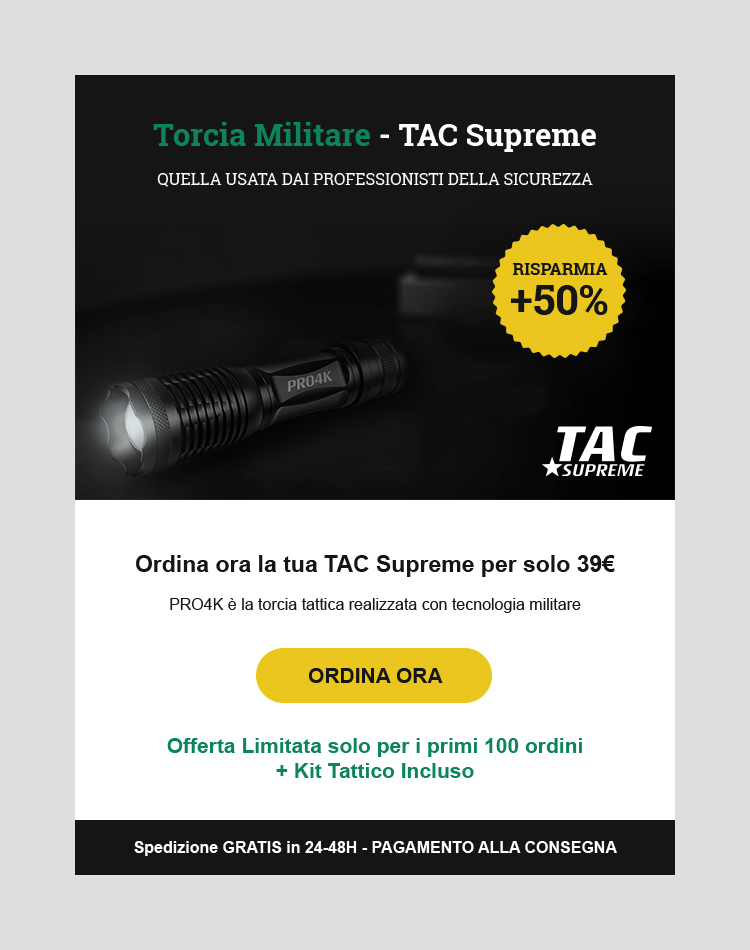 Torcia Militare - TAC Supreme
QUELLA USATA DAI PROFESSIONISTI DELLA SICUREZZA
RISPARMIA
+50%
PRO4K
TAC
SUPREME
Ordina ora la tua TAC Supreme per solo 39€
PRO4K è la torcia tattica realizzata con tecnologia militare
ORDINA ORA
Offerta Limitata solo per i primi 100 ordini
+ Kit Tattico Incluso
Spedizione GRATIS in 24-48H - PAGAMENTO ALLA CONSEGNA